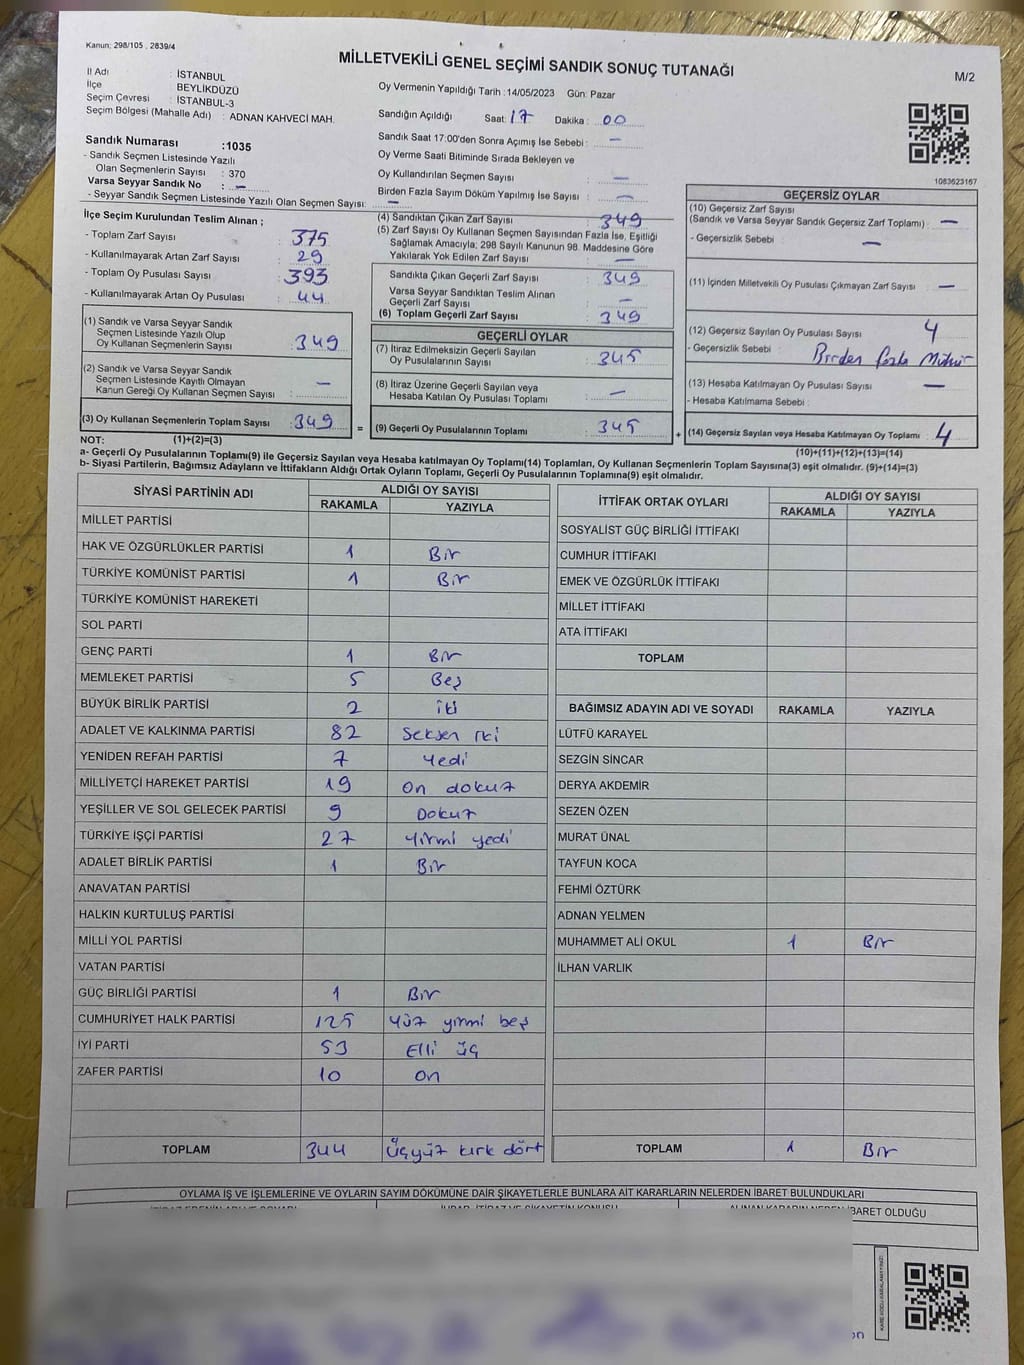 Kanun; 298/105 , 2839/4
MİLLETVEKİLİ GENEL SEÇİMİ SANDIK SONUÇ TUTANAĞI
M/2
İl Adı : İSTANBUL
İlçe BEYLİKDÜZÜ
Seçim Çevresi : İSTANBUL-3
Seçim Bölgesi (Mahalle Adı) : ADNAN KAHVECİ MAH.
Oy Vermenin Yapıldığı Tarih :14/05/2023 Gün: Pazar
Sandığın Açıldığı Saat: 17 Dakika : 00
Sandık Saat 17:00'den Sonra Açımış İse Sebebi : —
Oy Verme Saati Bitiminde Sırada Bekleyen ve
Oy Kullandırılan Seçmen Sayısı : —
Birden Fazla Sayım Döküm Yapılmış İse Sayısı : —
Sandık Numarası :1035
- Sandık Seçmen Listesinde Yazılı
Olan Seçmenlerin Sayısı : 370
Varsa Seyyar Sandık No : —
- Seyyar Sandık Seçmen Listesinde Yazılı Olan Seçmen Sayısı: —
1083623167
İlçe Seçim Kurulundan Teslim Alınan ;
- Toplam Zarf Sayısı : 375
- Kullanılmayarak Artan Zarf Sayısı : 29
- Toplam Oy Pusulası Sayısı : 393
- Kullanılmayarak Artan Oy Pusulası : 44
(1) Sandık ve Varsa Seyyar Sandık
Seçmen Listesinde Yazılı Olup
Oy Kullanan Seçmenlerin Sayısı : 349
(2) Sandık ve Varsa Seyyar Sandık
Seçmen Listesinde Kayıtlı Olmayan
Kanun Gereği Oy Kullanan Seçmen Sayısı : —
(3) Oy Kullanan Seçmenlerin Toplam Sayısı : 349
=
(4) Sandıktan Çıkan Zarf Sayısı : 349
(5) Zarf Sayısı Oy Kullanan Seçmen Sayısından Fazla İse, Eşitliği
Sağlamak Amacıyla; 298 Sayılı Kanunun 98. Maddesine Göre
Yakılarak Yok Edilen Zarf Sayısı : —
Sandıkta Çıkan Geçerli Zarf Sayısı : 349
Varsa Seyyar Sandıktan Teslim Alınan
Geçerli Zarf Sayısı : —
(6) Toplam Geçerli Zarf Sayısı : 349
GEÇERLİ OYLAR
(7) İtiraz Edilmeksizin Geçerli Sayılan
Oy Pusulalarının Sayısı : 345
(8) İtiraz Üzerine Geçerli Sayılan veya
Hesaba Katılan Oy Pusulası Toplamı : —
(9) Geçerli Oy Pusulalarının Toplamı : 345
+
GEÇERSİZ OYLAR
(10) Geçersiz Zarf Sayısı
(Sandık ve Varsa Seyyar Sandık Geçersiz Zarf Toplamı) : —
- Geçersizlik Sebebi : —
(11) İçinden Milletvekili Oy Pusulası Çıkmayan Zarf Sayısı : —
(12) Geçersiz Sayılan Oy Pusulası Sayısı : 4
- Geçersizlik Sebebi : Birden fazla Mühür
(13) Hesaba Katılmayan Oy Pusulası Sayısı : —
- Hesaba Katılmama Sebebi :
(14) Geçersiz Sayılan veya Hesaba Katılmayan Oy Toplamı : 4
NOT: (1)+(2)=(3)
(10)+(11)+(12)+(13)=(14)
a- Geçerli Oy Pusulalarının Toplamı(9) ile Geçersiz Sayılan veya Hesaba katılmayan Oy Toplamı(14) Toplamları, Oy Kullanan Seçmenlerin Toplam Sayısına(3) eşit olmalıdır. (9)+(14)=(3)
b- Siyasi Partilerin, Bağımsız Adayların ve İttifakların Aldığı Ortak Oyların Toplamı, Geçerli Oy Pusulalarının Toplamına(9) eşit olmalıdır.
SİYASİ PARTİNİN ADI ALDIĞI OY SAYISI
RAKAMLA YAZIYLA
MİLLET PARTİSİ
HAK VE ÖZGÜRLÜKLER PARTİSİ 1 Bir
TÜRKİYE KOMÜNİST PARTİSİ 1 Bir
TÜRKİYE KOMÜNİST HAREKETİ
SOL PARTİ
GENÇ PARTİ 1 Bir
MEMLEKET PARTİSİ 5 Beş
BÜYÜK BİRLİK PARTİSİ 2 iki
ADALET VE KALKINMA PARTİSİ 82 Seksen iki
YENİDEN REFAH PARTİSİ 7 Yedi
MİLLİYETÇİ HAREKET PARTİSİ 19 On dokuz
YEŞİLLER VE SOL GELECEK PARTİSİ 9 Dokuz
TÜRKİYE İŞÇİ PARTİSİ 27 Yirmi yedi
ADALET BİRLİK PARTİSİ 1 Bir
ANAVATAN PARTİSİ
HALKIN KURTULUŞ PARTİSİ
MİLLİ YOL PARTİSİ
VATAN PARTİSİ
GÜÇ BİRLİĞİ PARTİSİ 1 Bir
CUMHURİYET HALK PARTİSİ 125 Yüz yirmi beş
İYİ PARTİ 53 Elli üç
ZAFER PARTİSİ 10 On
TOPLAM 344 Üçyüz kırk dört
İTTİFAK ORTAK OYLARI ALDIĞI OY SAYISI
RAKAMLA YAZIYLA
SOSYALİST GÜÇ BİRLİĞİ İTTİFAKI
CUMHUR İTTİFAKI
EMEK VE ÖZGÜRLÜK İTTİFAKI
MİLLET İTTİFAKI
ATA İTTİFAKI
TOPLAM
BAĞIMSIZ ADAYIN ADI VE SOYADI RAKAMLA YAZIYLA
LÜTFÜ KARAYEL
SEZGİN SİNCAR
DERYA AKDEMİR
SEZEN ÖZEN
MURAT ÜNAL
TAYFUN KOCA
FEHMİ ÖZTÜRK
ADNAN YELMEN
MUHAMMET ALİ OKUL 1 Bir
İLHAN VARLIK
TOPLAM 1 Bir
OYLAMA İŞ VE İŞLEMLERİNE VE OYLARIN SAYIM DÖKÜMÜNE DAİR ŞİKAYETLERLE BUNLARA AİT KARARLARIN NELERDEN İBARET BULUNDUKLARI
İBARET OLDUĞU